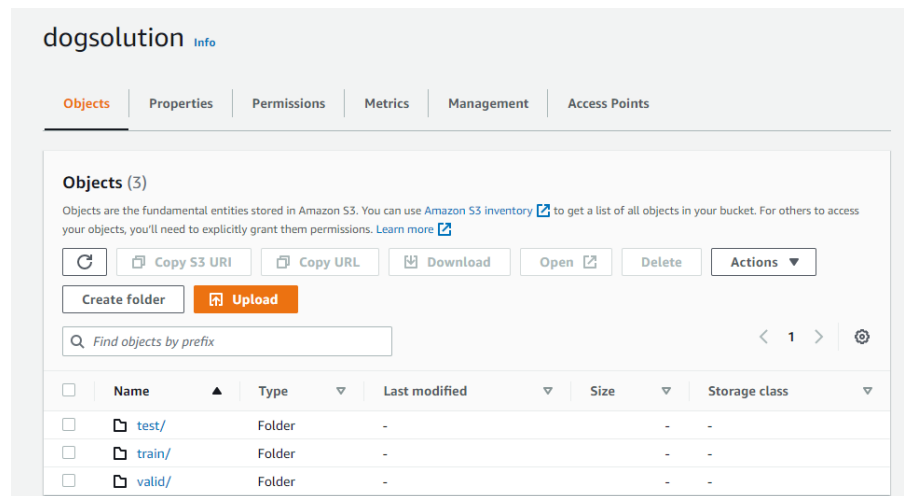 dogsolution Info
Objects Properties Permissions Metrics Management Access Points
Objects (3)
Objects are the fundamental entities stored in Amazon S3. You can use Amazon S3 inventory to get a list of all objects in your bucket. For others to access
your objects, you'll need to explicitly grant them permissions. Learn more
Copy S3 URI Copy URL Download Open Delete Actions
Create folder Upload
Find objects by prefix 1
Name Type Last modified Size Storage class
test/ Folder - - -
train/ Folder - - -
valid/ Folder - - -